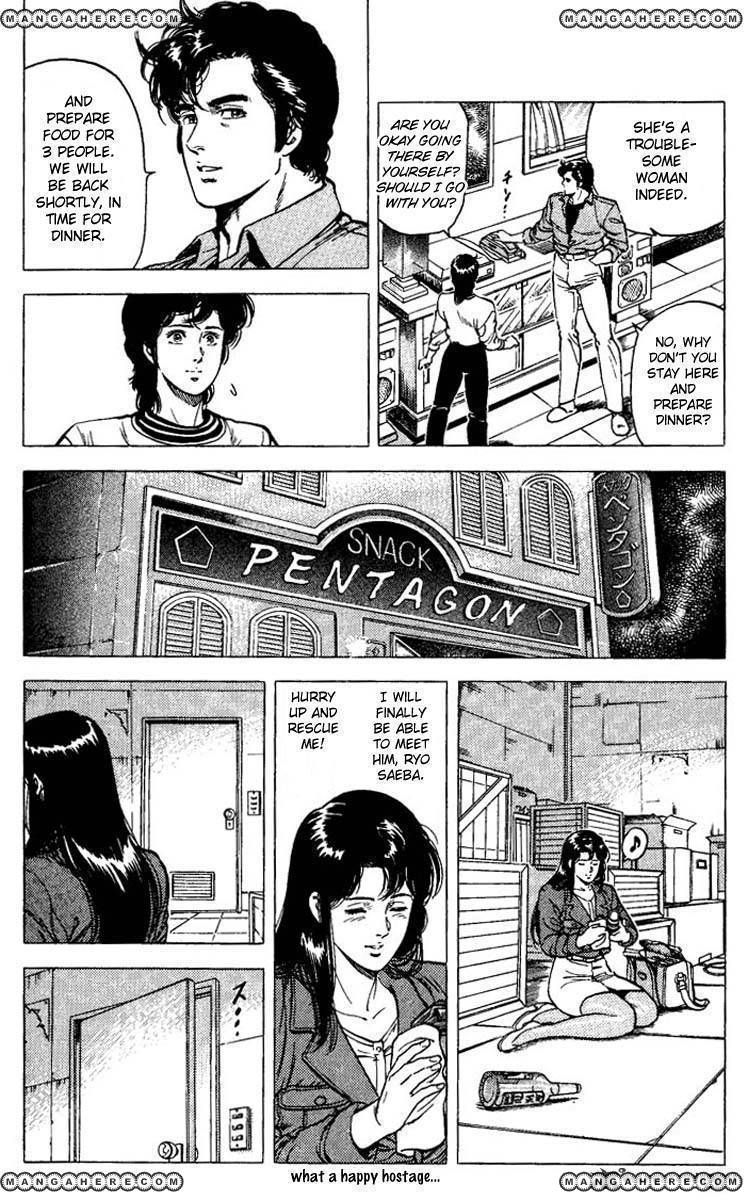 MANGAHERE.COM
MANGAHERE.COM
SHE'S A
TROUBLE-
SOME
WOMAN
INDEED.
ARE YOU
OKAY GOING
THERE BY
YOURSELF?
SHOULD I GO
WITH YOU?
チン…
NO, WHY
DON'T YOU
STAY HERE
AND
PREPARE
DINNER?
AND
PREPARE
FOOD FOR
3 PEOPLE.
WE WILL
BE BACK
SHORTLY, IN
TIME FOR
DINNER.
SNACK
PENTAGON
ペンタゴン
I WILL
FINALLY
BE ABLE
TO MEET
HIM, RYO
SAEBA.
HURRY
UP AND
RESCUE
ME!
♪
ス…
what a happy hostage...
MANGAHERE.COM
MANGAHERE.COM